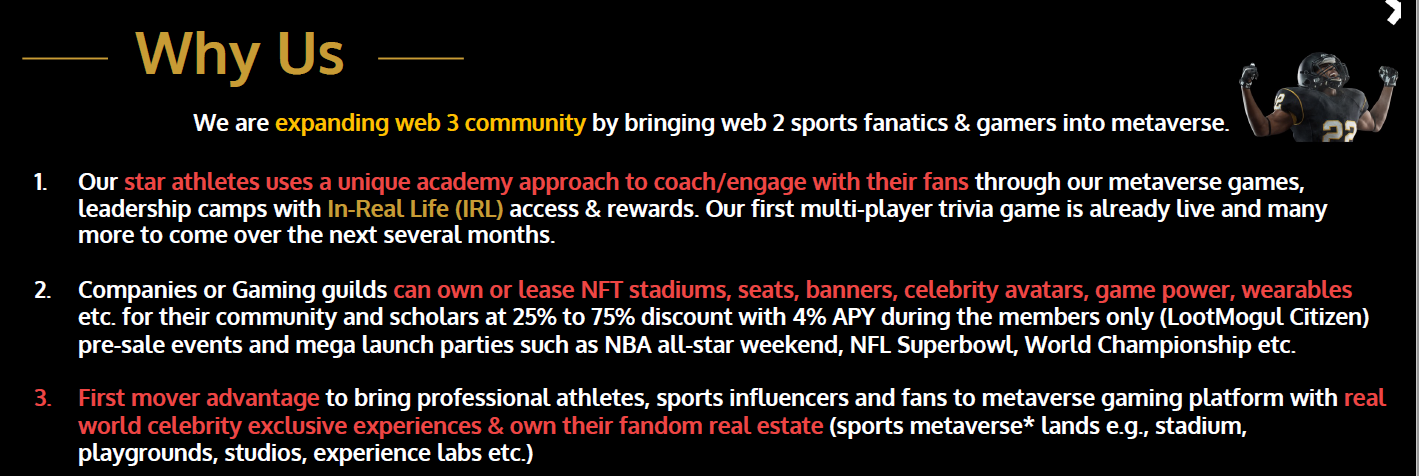 Why Us
We are expanding web 3 community by bringing web 2 sports fanatics & gamers into metaverse.
22
22
1. Our star athletes uses a unique academy approach to coach/engage with their fans through our metaverse games,
leadership camps with In-Real Life (IRL) access & rewards. Our first multi-player trivia game is already live and many
more to come over the next several months.
2. Companies or Gaming guilds can own or lease NFT stadiums, seats, banners, celebrity avatars, game power, wearables
etc. for their community and scholars at 25% to 75% discount with 4% APY during the members only (LootMogul Citizen)
pre-sale events and mega launch parties such as NBA all-star weekend, NFL Superbowl, World Championship etc.
3. First mover advantage to bring professional athletes, sports influencers and fans to metaverse gaming platform with real
world celebrity exclusive experiences & own their fandom real estate (sports metaverse* lands e.g., stadium,
playgrounds, studios, experience labs etc.)